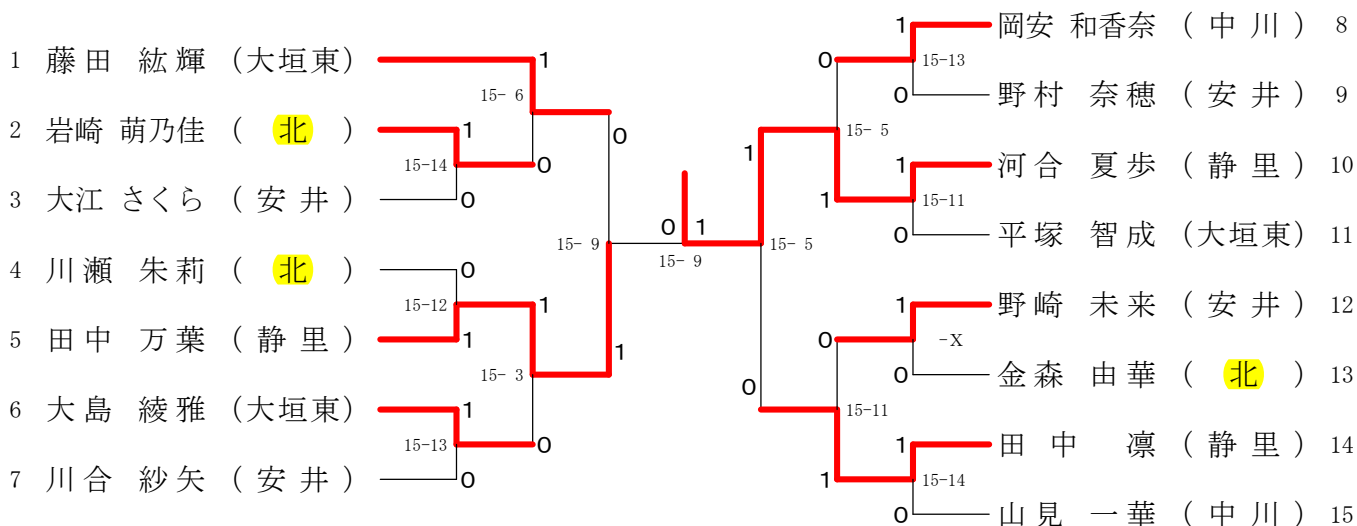 1 藤田 紘輝 (大垣東)
1
15- 6
0
2 岩崎 萌乃佳 ( 北 )
1
15-14
0
3 大江 さくら ( 安井 )
0
15- 9
4 川瀬 朱莉 ( 北 )
0
15-12
1
5 田中 万葉 ( 静里 )
1
1
15- 3
6 大島 綾雅 (大垣東)
1
15-13
0
7 川合 紗矢 ( 安井 )
0
0 1
15- 9
1 岡安 和香奈 ( 中川 ) 8
0
15-13
0 野村 奈穂 ( 安井 ) 9
15- 5
1
1 河合 夏歩 ( 静里 ) 10
1
15-11
0 平塚 智成 (大垣東) 11
15- 5
1 野崎 未来 ( 安井 ) 12
0
-X
0 金森 由華 ( 北 ) 13
0
15-11
1 田中 凛 ( 静里 ) 14
1
15-14
0 山見 一華 ( 中川 ) 15